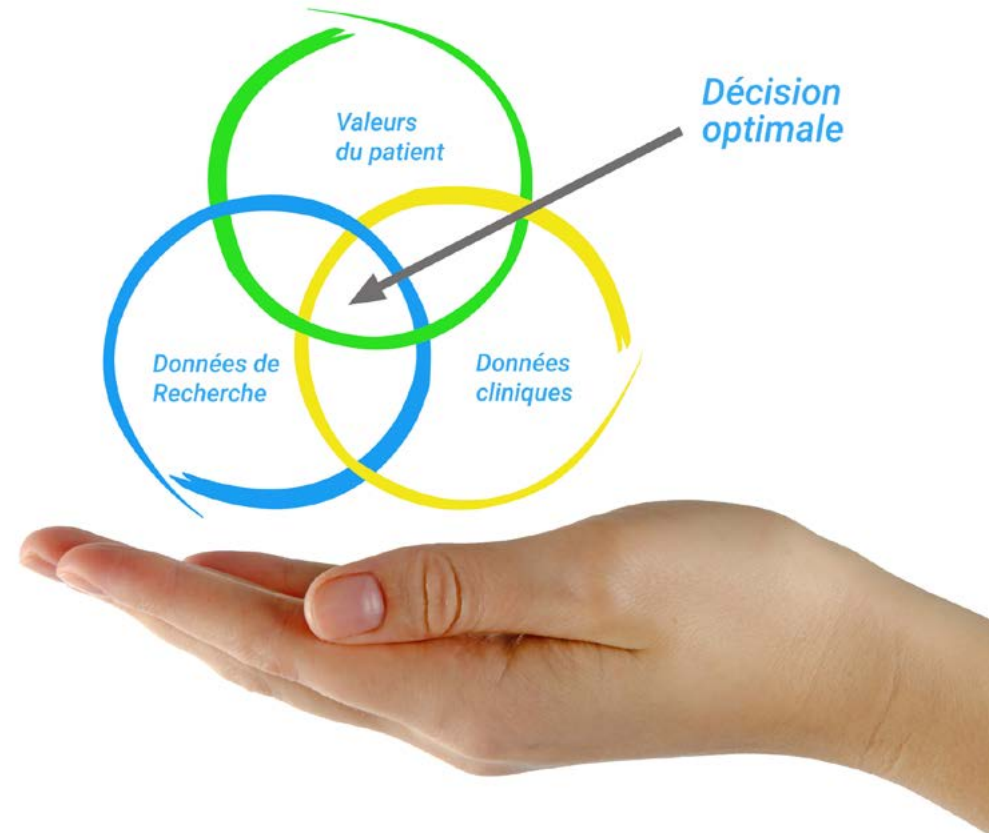 Valeurs
du patient
Décision
optimale
Données de
Recherche
Données
cliniques